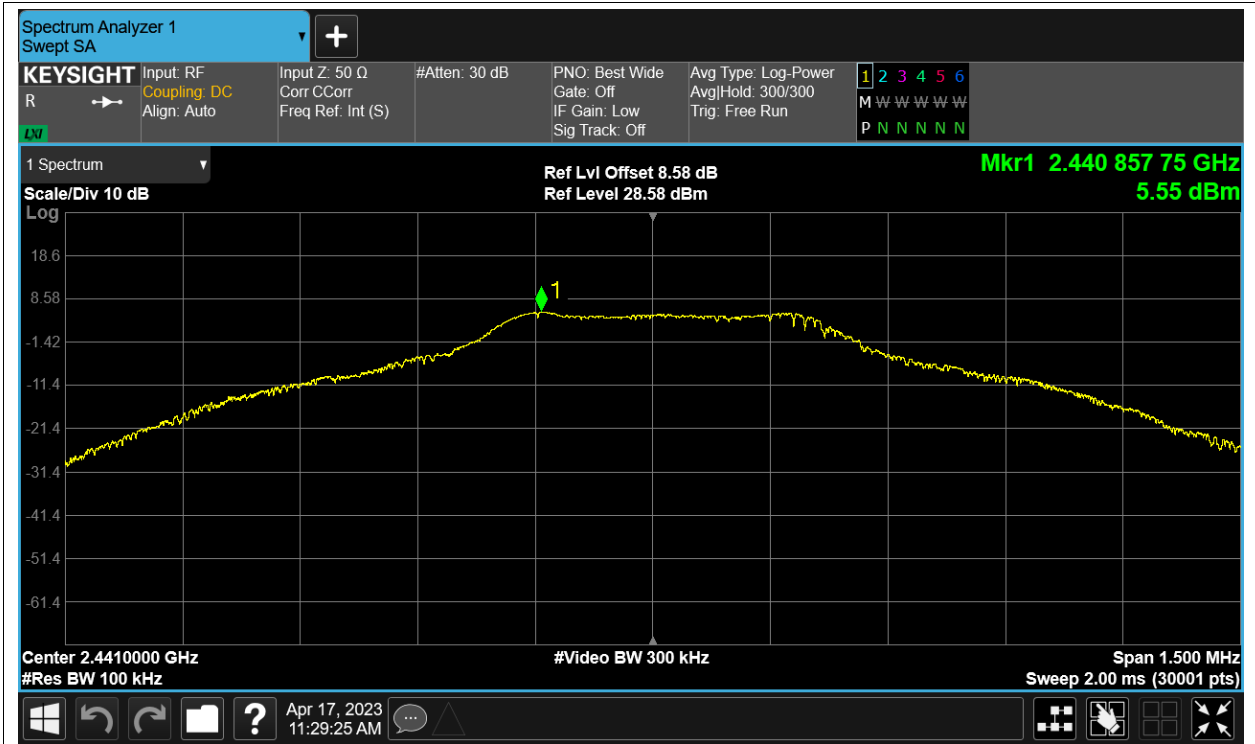 Spectrum Analyzer 1
Swept SA
+
KEYSIGHT
R
LXI
Input: RF
Coupling: DC
Align: Auto
Input Z: 50 Ω
Corr CCorr
Freq Ref: Int (S)
#Atten: 30 dB
PNO: Best Wide
Gate: Off
IF Gain: Low
Sig Track: Off
Avg Type: Log-Power
Avg|Hold: 300/300
Trig: Free Run
1 2 3 4 5 6
M W W W W W
P N N N N N
1 Spectrum
Scale/Div 10 dB
Log
Ref Lvl Offset 8.58 dB
Ref Level 28.58 dBm
Mkr1 2.440 857 75 GHz
5.55 dBm
18.6
8.58
1
-1.42
-11.4
-21.4
-31.4
-41.4
-51.4
-61.4
Center 2.4410000 GHz
#Res BW 100 kHz
#Video BW 300 kHz
Span 1.500 MHz
Sweep 2.00 ms (30001 pts)
?
Apr 17, 2023
11:29:25 AM